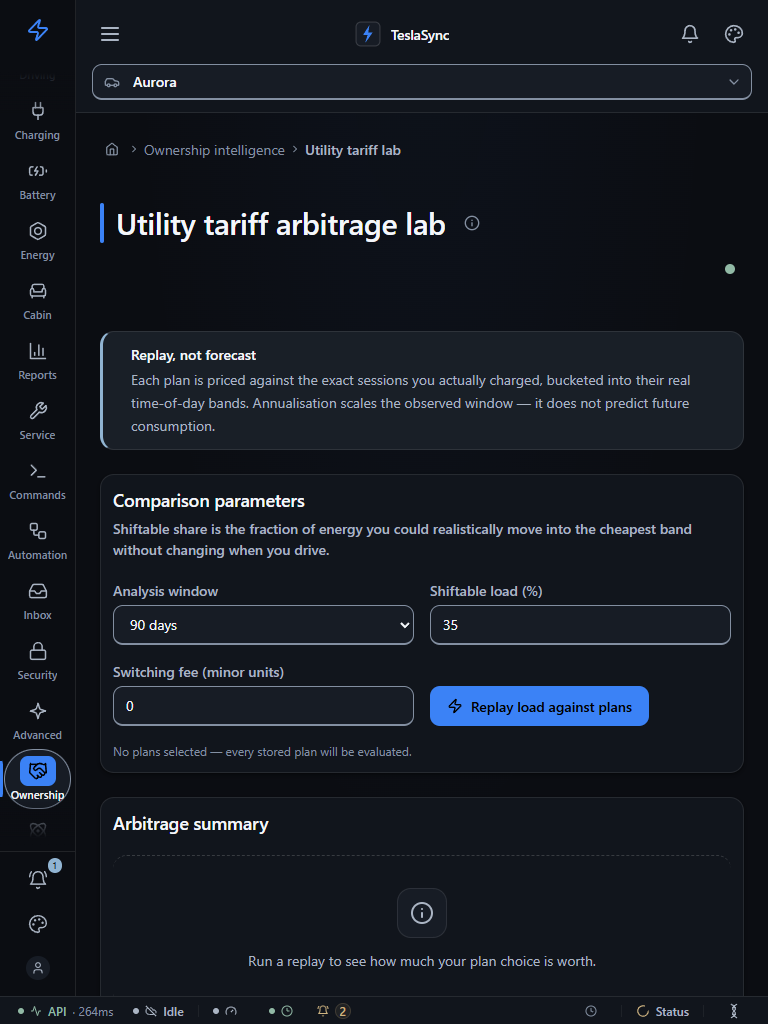 TeslaSync
Aurora
Driving
Charging
Battery
Energy
Cabin
Reports
Service
Commands
Automation
Inbox
Security
Advanced
Ownership
1
Ownership intelligence
Utility tariff lab
Utility tariff arbitrage lab
Replay, not forecast
Each plan is priced against the exact sessions you actually charged, bucketed into their real
time-of-day bands. Annualisation scales the observed window — it does not predict future
consumption.
Comparison parameters
Shiftable share is the fraction of energy you could realistically move into the cheapest band
without changing when you drive.
Analysis window
Shiftable load (%)
90 days
35
Switching fee (minor units)
0
Replay load against plans
No plans selected — every stored plan will be evaluated.
Arbitrage summary
Run a replay to see how much your plan choice is worth.
API · 264ms
Idle
2
Status